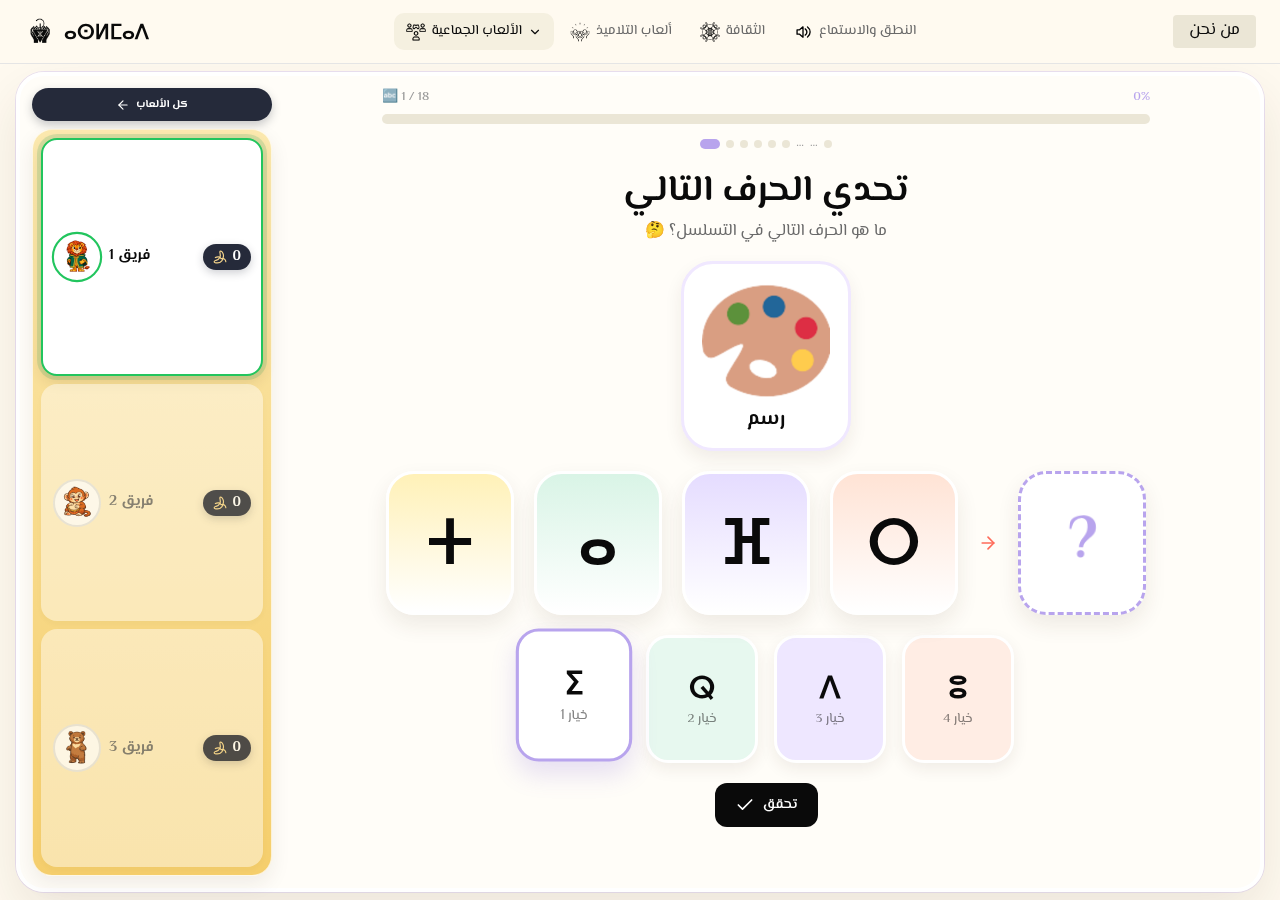 ⴰⵙⵍⵎⴰⴷ
الألعاب الجماعية
ألعاب التلاميذ
الثقافة
النطق والاستماع
من نحن
كل الألعاب
فريق 1
0
فريق 2
0
فريق 3
0
🔤 1 / 18
0%
... ...
تحدي الحرف التالي
ما هو الحرف التالي في التسلسل؟ 🤔
رسم
ⵜ ⴰ ⴼ ⵔ → ?
ⵉ ⵕ ⴷ ⵓ
خيار 1 خيار 2 خيار 3 خيار 4
تحقق